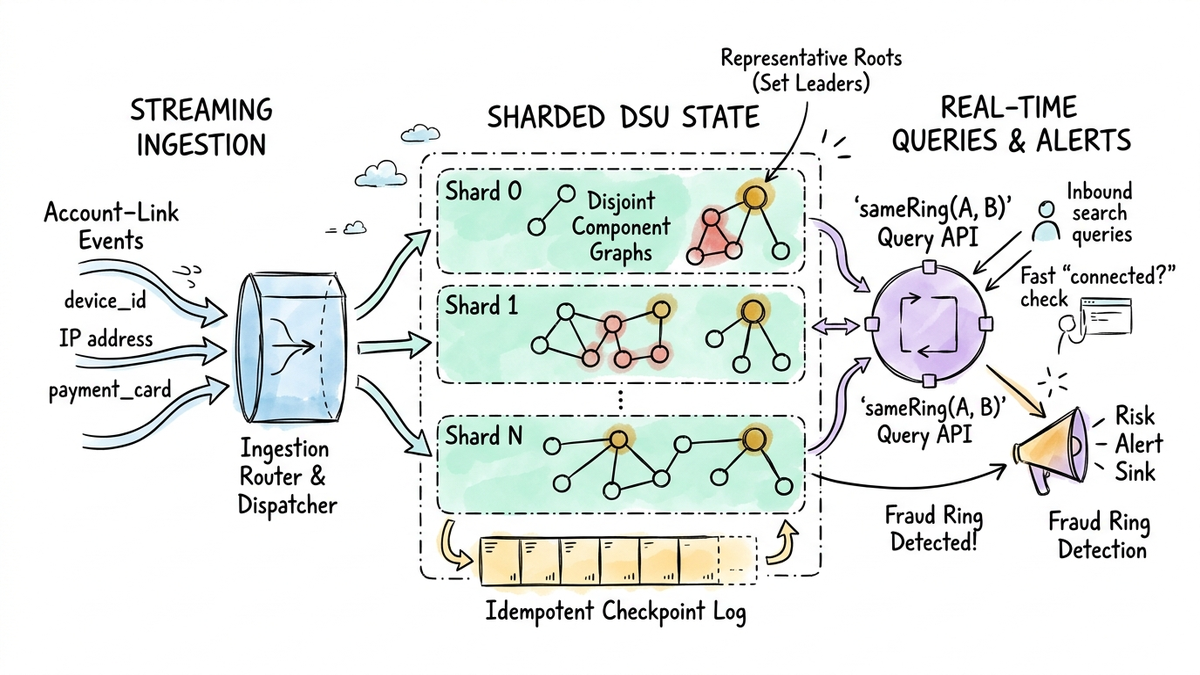 STREAMING
INGESTION
Account-Link
Events
device_id
IP address
payment_card
Ingestion
Router &
Dispatcher
SHARDED DSU STATE
Representative Roots
(Set Leaders)
Shard 0
Disjoint
Component
Graphs
Shard 1
Shard N
Idempotent Checkpoint Log
REAL-TIME
QUERIES & ALERTS
'sameRing(A, B)'
Query API
Inbound
search
queries
Fast "connected?"
check
'sameRing(A, B)'
Query API
Risk
Alert
Sink
Fraud Ring
Detected!
Fraud Ring
Detection